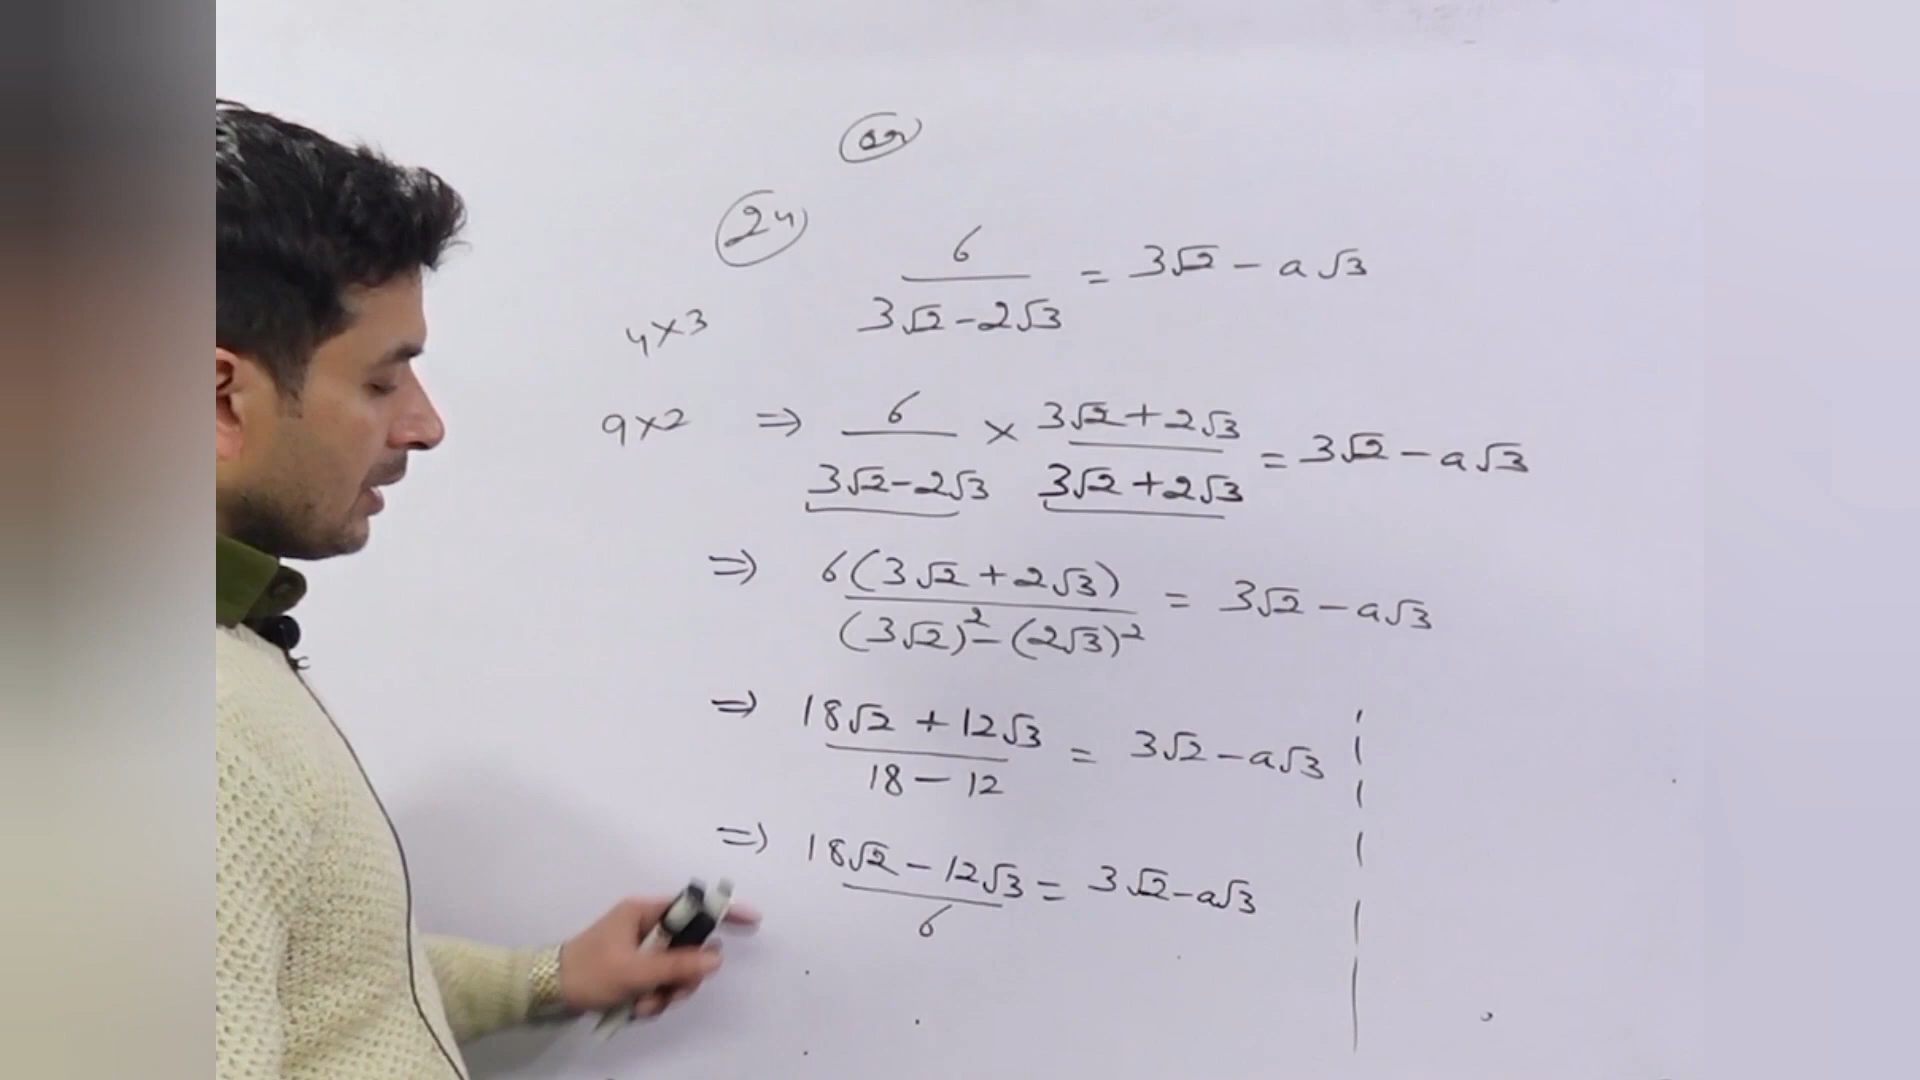 or
24
6/(3√2-2√3) = 3√2 - a√3
4×3
9×2
⇒ 6/(3√2-2√3) × (3√2+2√3)/(3√2+2√3) = 3√2 - a√3
⇒ 6(3√2+2√3)/((3√2)²-(2√3)²) = 3√2 - a√3
⇒ (18√2 + 12√3)/(18-12) = 3√2 - a√3
⇒ (18√2 - 12√3)/6 = 3√2 - a√3